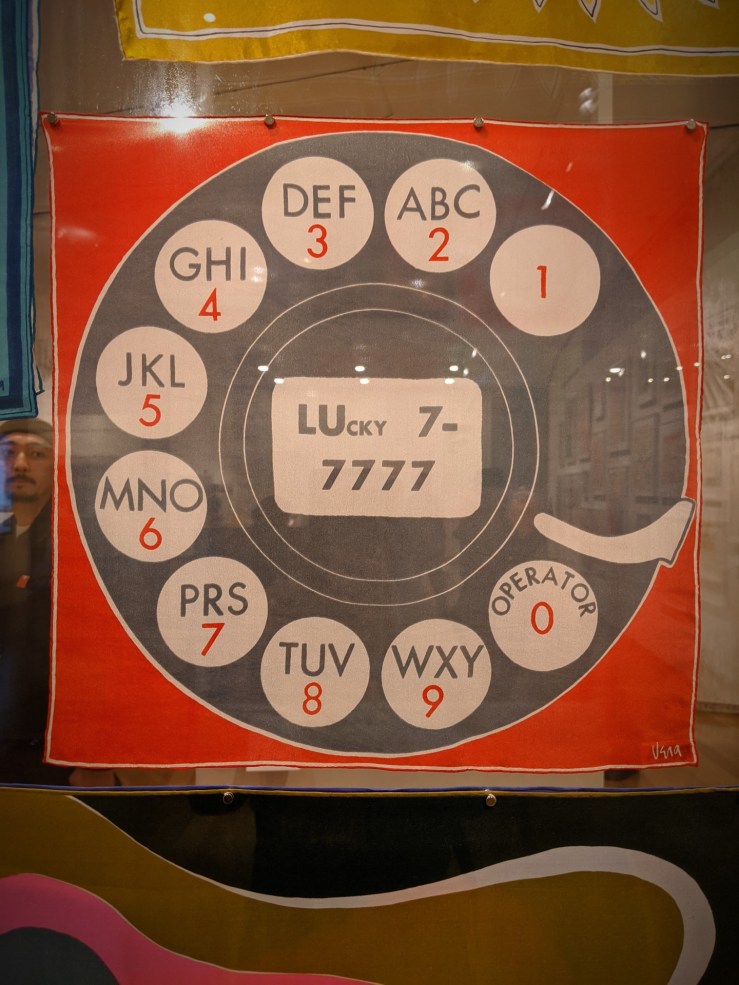 DEF
3
ABC
2
1
GHI
4
JKL
5
LUCKY 7-
7777
MNO
6
PRS
7
OPERATOR
0
TUV
8
WXY
9
Vera